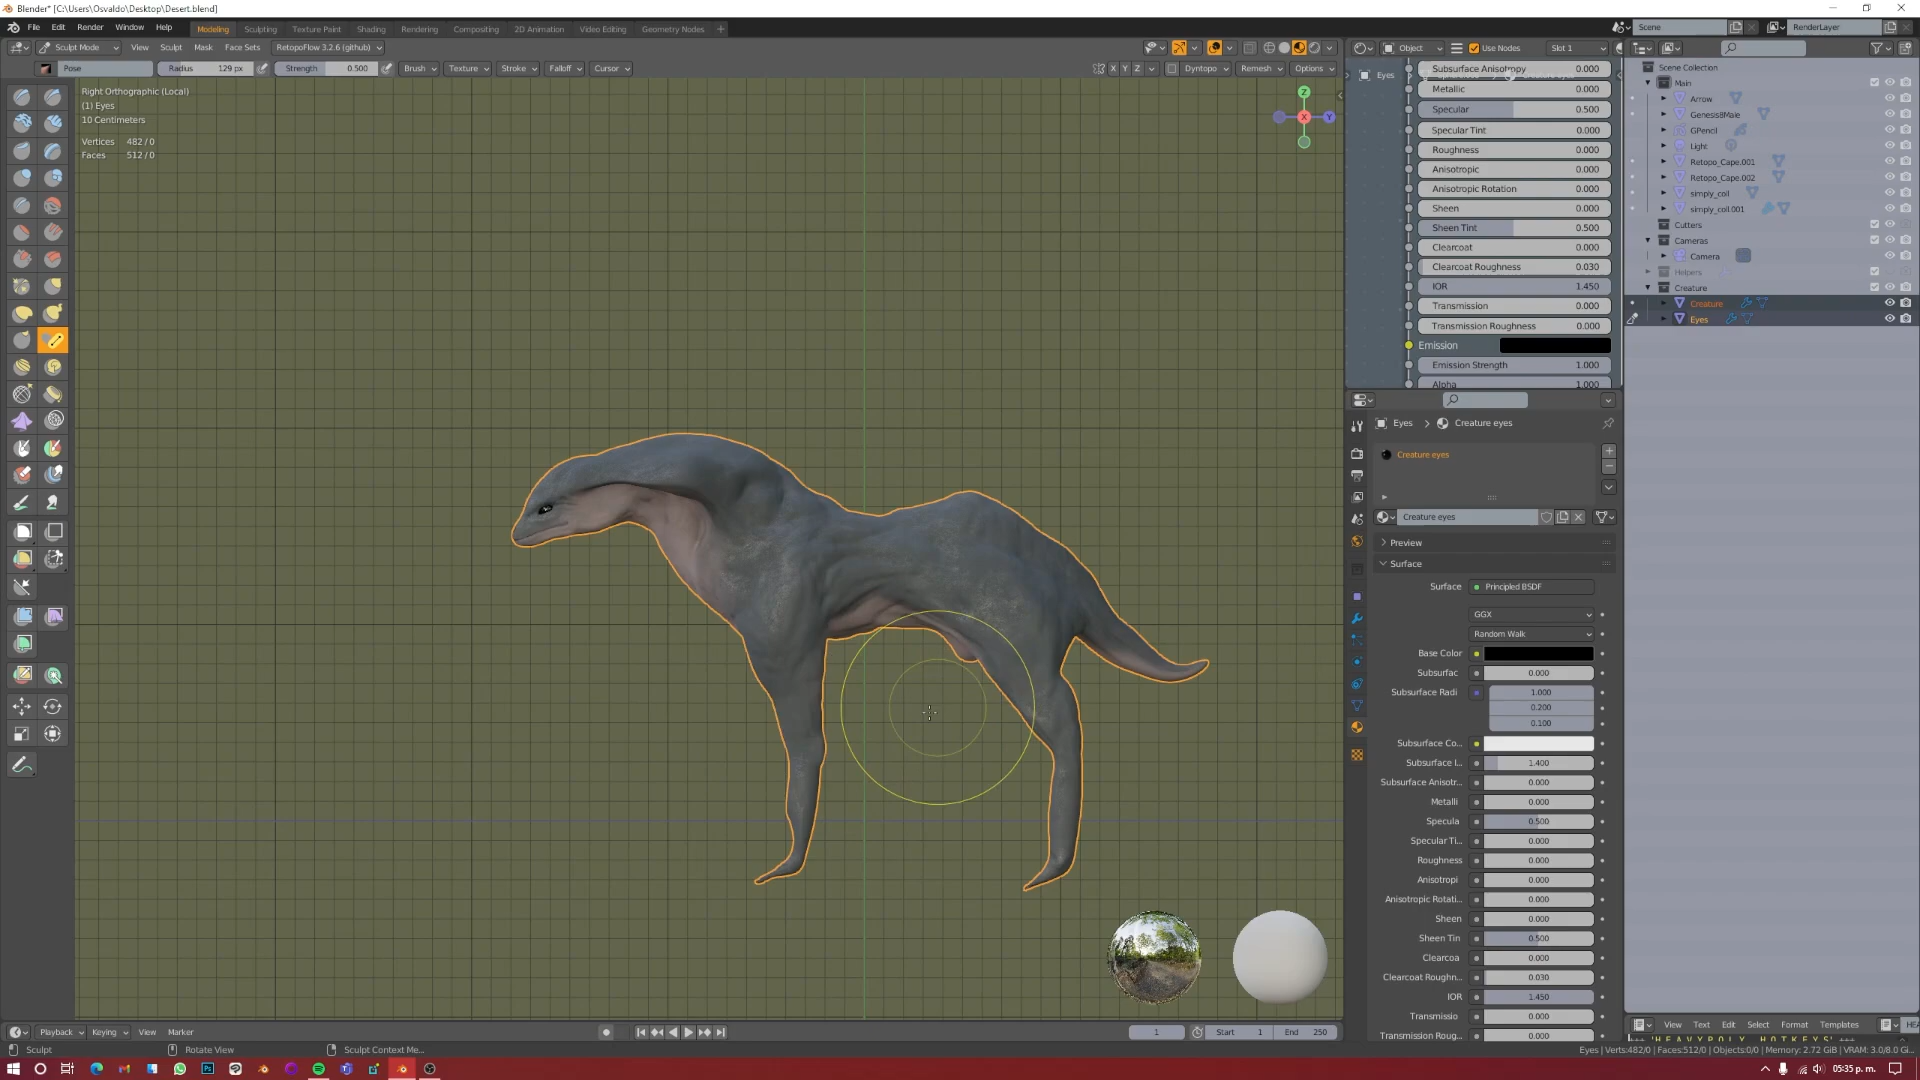 Blender* [C:\Users\Osvaldo\Desktop\Desert.blend]
File Edit Render Window Help
Modeling Sculpting Texture Paint Shading Rendering Compositing 2D Animation Video Editing Geometry Nodes +
Scene
RenderLayer
Sculpt Mode View Sculpt Mask Face Sets RetopoFlow 3.2.6 (github)
Object Use Nodes Slot 1
Pose Radius 129 px Strength 0.500 Brush Texture Stroke Falloff Cursor
X Y Z Dyntopo Remesh Options
Right Orthographic (Local)
(1) Eyes
10 Centimeters
Vertices 482/0
Faces 512/0
Z
X
Y
Eyes
Subsurface Anisotropy 0.000
Metallic 0.000
Specular 0.500
Specular Tint 0.000
Roughness 0.000
Anisotropic 0.000
Anisotropic Rotation 0.000
Sheen 0.000
Sheen Tint 0.500
Clearcoat 0.000
Clearcoat Roughness 0.030
IOR 1.450
Transmission 0.000
Transmission Roughness 0.000
Emission
Emission Strength 1.000
Alpha 1.000
Scene Collection
Main
Arrow
Genesis8Male
GPencil
Light
Retopo_Cape.001
Retopo_Cape.002
simply_coil
simply_coil.001
Cutters
Cameras
Camera
Helpers
Creature
Creature
Eyes
Eyes > Creature eyes
Creature eyes
Creature eyes
Preview
Surface
Surface Principled BSDF
GGX
Random Walk
Base Color
Subsurfac 0.000
Subsurface Radi 1.000
0.200
0.100
Subsurface Co...
Subsurface I... 1.400
Subsurface Anisotr... 0.000
Metalli 0.000
Specula 0.500
Specular Ti... 0.000
Roughness 0.000
Anisotropi 0.000
Anisotropic Rotati... 0.000
Sheen 0.000
Sheen Tin 0.500
Clearcoa 0.000
Clearcoat Roughn... 0.030
IOR 1.450
Transmissio 0.000
Transmission Roug... 0.000
Playback Keying View Marker
1 Start 1 End 250
View Text Edit Select Format Templates HEA
'HEAVYPOLY HOTKEYS'
Sculpt Rotate View Sculpt Context Me...
Eyes | Verts:482/0 | Faces:512/0 | Objects:0/0 | Memory: 2.72 GiB | VRAM: 3.0/8.0 Gi...
05:35 p. m.